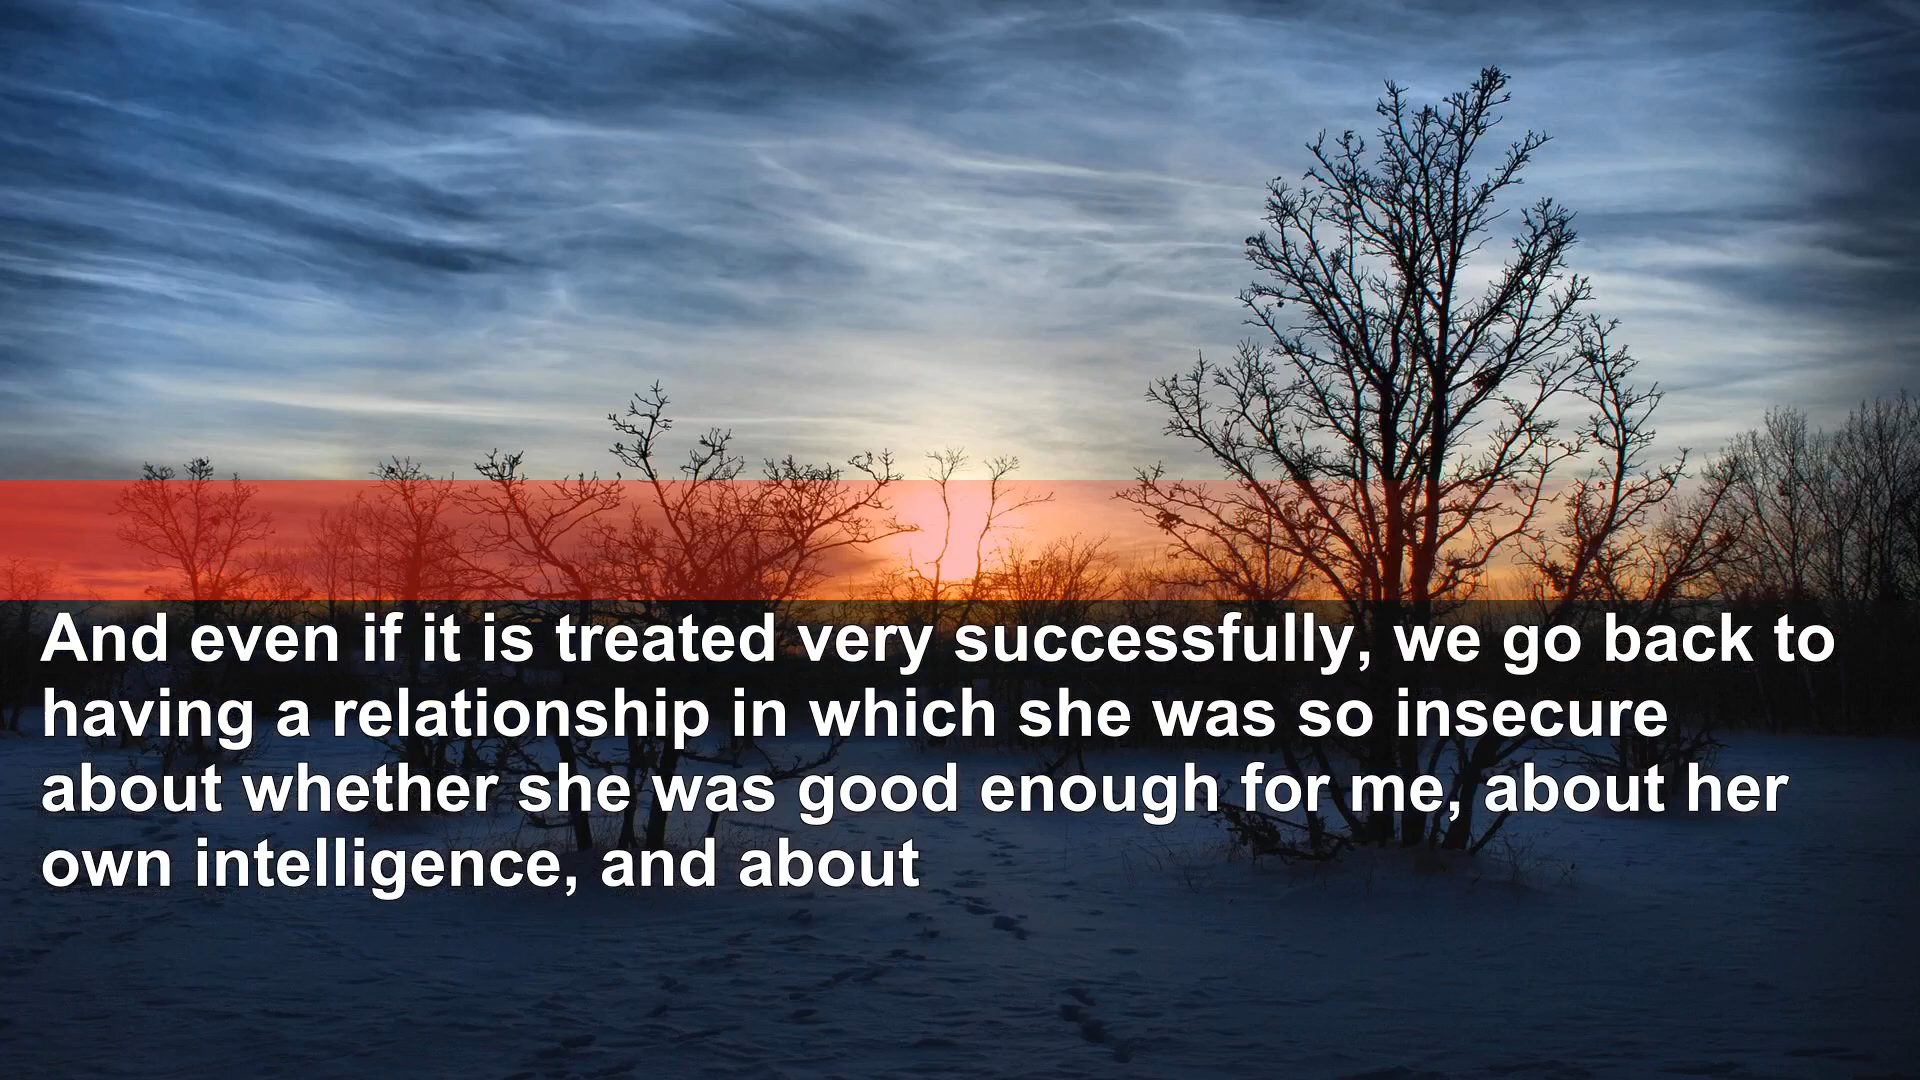 And even if it is treated very successfully, we go back to
having a relationship in which she was so insecure
about whether she was good enough for me, about her
own intelligence, and about